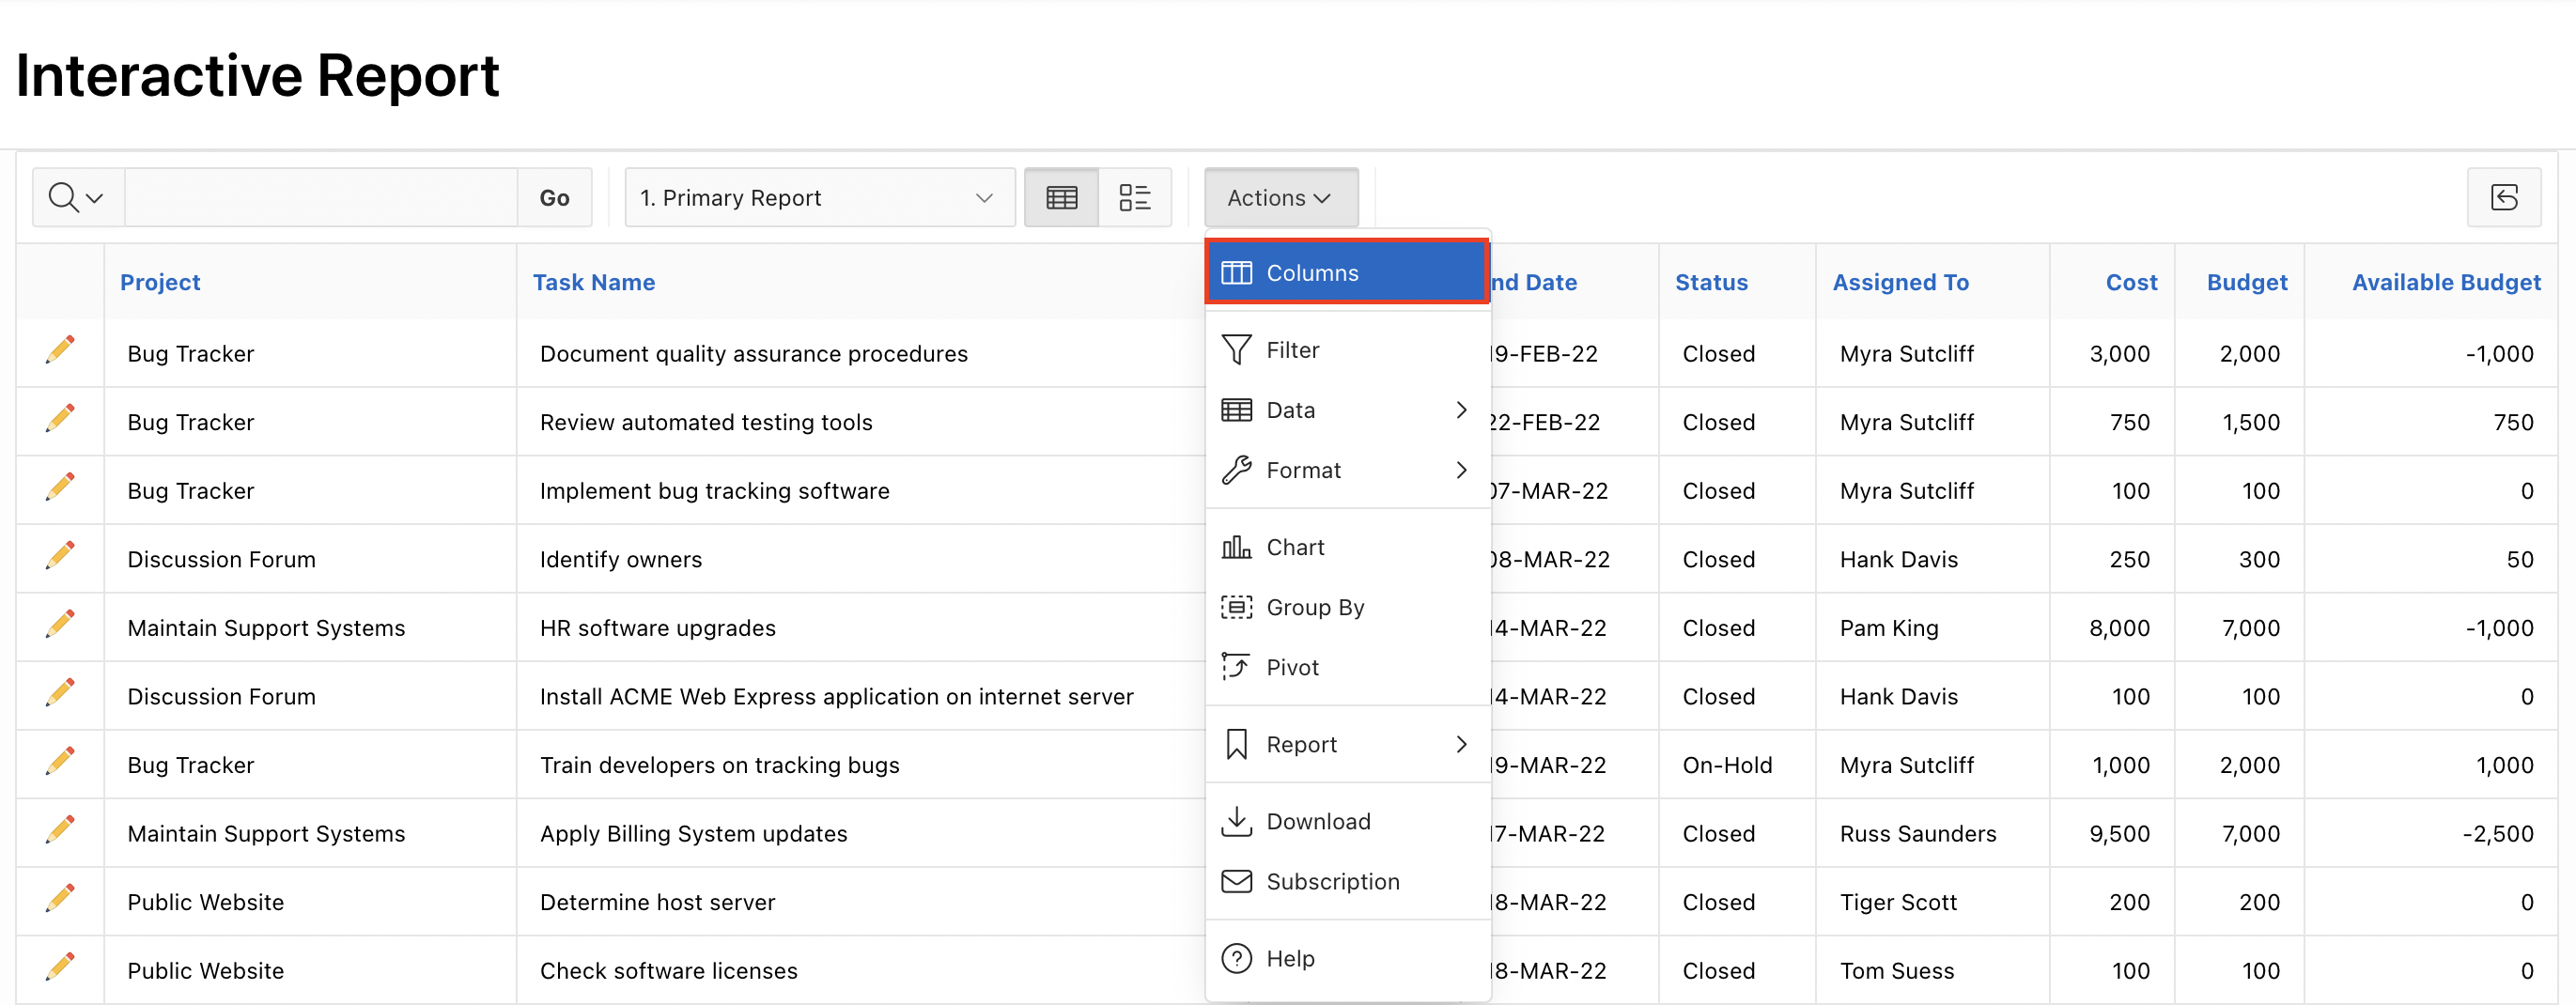 Interactive Report
Go
1. Primary Report
Actions
Project Task Name nd Date Status Assigned To Cost Budget Available Budget
Columns
Filter
Data
Format
Chart
Group By
Pivot
Report
Download
Subscription
Help
Bug Tracker Document quality assurance procedures 19-FEB-22 Closed Myra Sutcliff 3,000 2,000 -1,000
Bug Tracker Review automated testing tools 22-FEB-22 Closed Myra Sutcliff 750 1,500 750
Bug Tracker Implement bug tracking software 07-MAR-22 Closed Myra Sutcliff 100 100 0
Discussion Forum Identify owners 08-MAR-22 Closed Hank Davis 250 300 50
Maintain Support Systems HR software upgrades 14-MAR-22 Closed Pam King 8,000 7,000 -1,000
Discussion Forum Install ACME Web Express application on internet server 14-MAR-22 Closed Hank Davis 100 100 0
Bug Tracker Train developers on tracking bugs 19-MAR-22 On-Hold Myra Sutcliff 1,000 2,000 1,000
Maintain Support Systems Apply Billing System updates 17-MAR-22 Closed Russ Saunders 9,500 7,000 -2,500
Public Website Determine host server 18-MAR-22 Closed Tiger Scott 200 200 0
Public Website Check software licenses 18-MAR-22 Closed Tom Suess 100 100 0